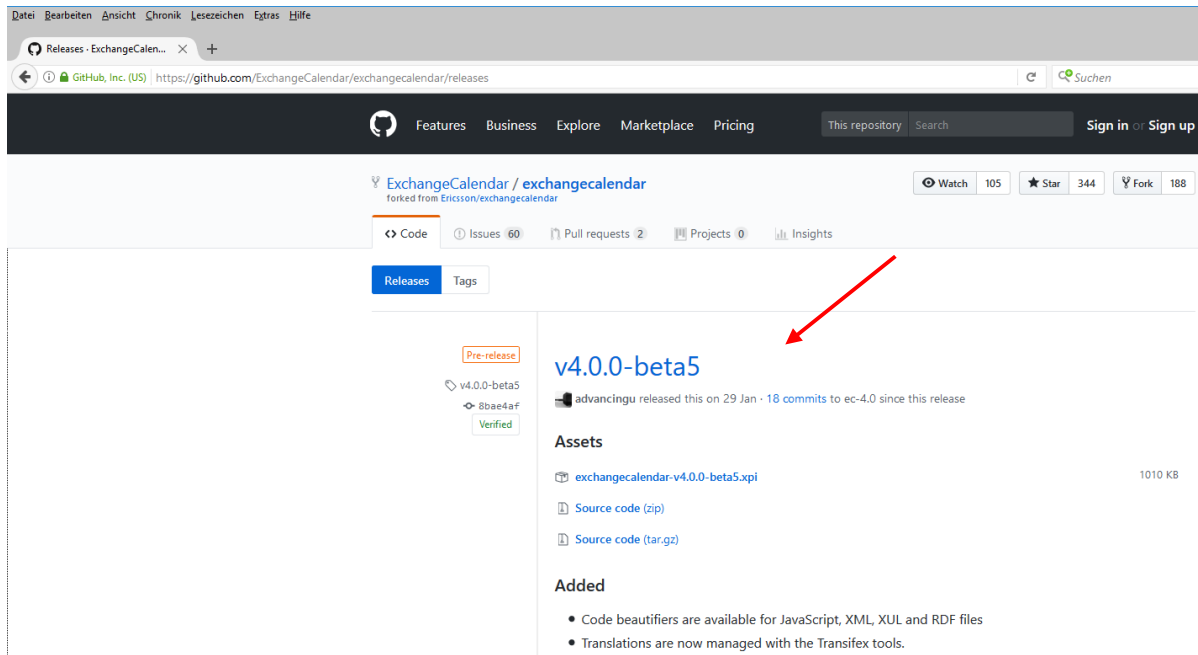 Datei Bearbeiten Ansicht Chronik Lesezeichen Extras Hilfe
Releases · ExchangeCalen...
GitHub, Inc. (US) https://github.com/ExchangeCalendar/exchangecalendar/releases Suchen
Features Business Explore Marketplace Pricing This repository Search Sign in or Sign up
ExchangeCalendar / exchangecalendar Watch 105 Star 344 Fork 188
forked from Ericsson/exchangecalendar
Code Issues 60 Pull requests 2 Projects 0 Insights
Releases Tags
Pre-release
v4.0.0-beta5
8bae4af
Verified
v4.0.0-beta5
advancingu released this on 29 Jan · 18 commits to ec-4.0 since this release
Assets
exchangecalendar-v4.0.0-beta5.xpi 1010 KB
Source code (zip)
Source code (tar.gz)
Added
• Code beautifiers are available for JavaScript, XML, XUL and RDF files
• Translations are now managed with the Transifex tools.